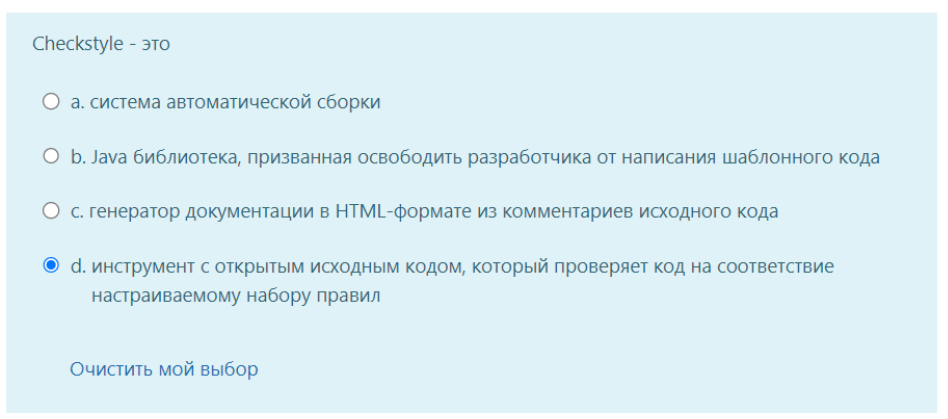 Checkstyle - это
a. система автоматической сборки
b. Java библиотека, призванная освободить разработчика от написания шаблонного кода
c. генератор документации в HTML-формате из комментариев исходного кода
d. инструмент с открытым исходным кодом, который проверяет код на соответствие
настраиваемому набору правил
Очистить мой выбор